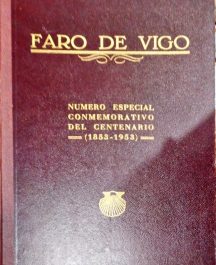 FARO DE VIGO
NUMERO ESPECIAL
CONMEMORATIVO
DEL CENTENARIO
(1853-1953)